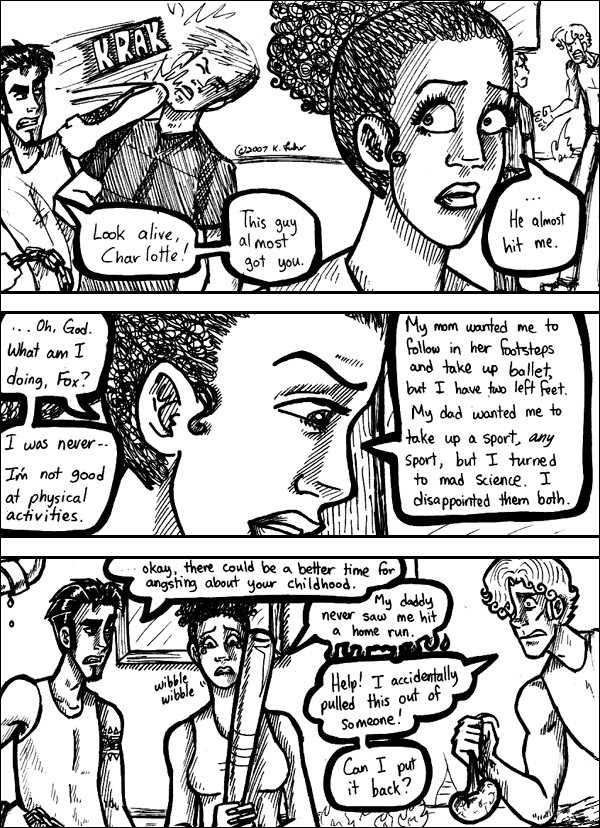 KRAK
©2007 K. Fuhr
Look alive,
Charlotte!
This guy
almost
got you.
...
He almost
hit me.
... Oh, God.
What am I
doing, Fox?
I was never--
I'm not good
at physical
activities.
My mom wanted me to
follow in her footsteps
and take up ballet,
but I have two left feet.
My dad wanted me to
take up a sport, any
sport, but I turned
to mad science. I
disappointed them both.
... okay, there could be a better time for
angsting about your childhood.
My daddy
never saw me hit
a home run.
wibble
wibble
Help! I accidentally
pulled this out of
someone!
Can I put
it back?